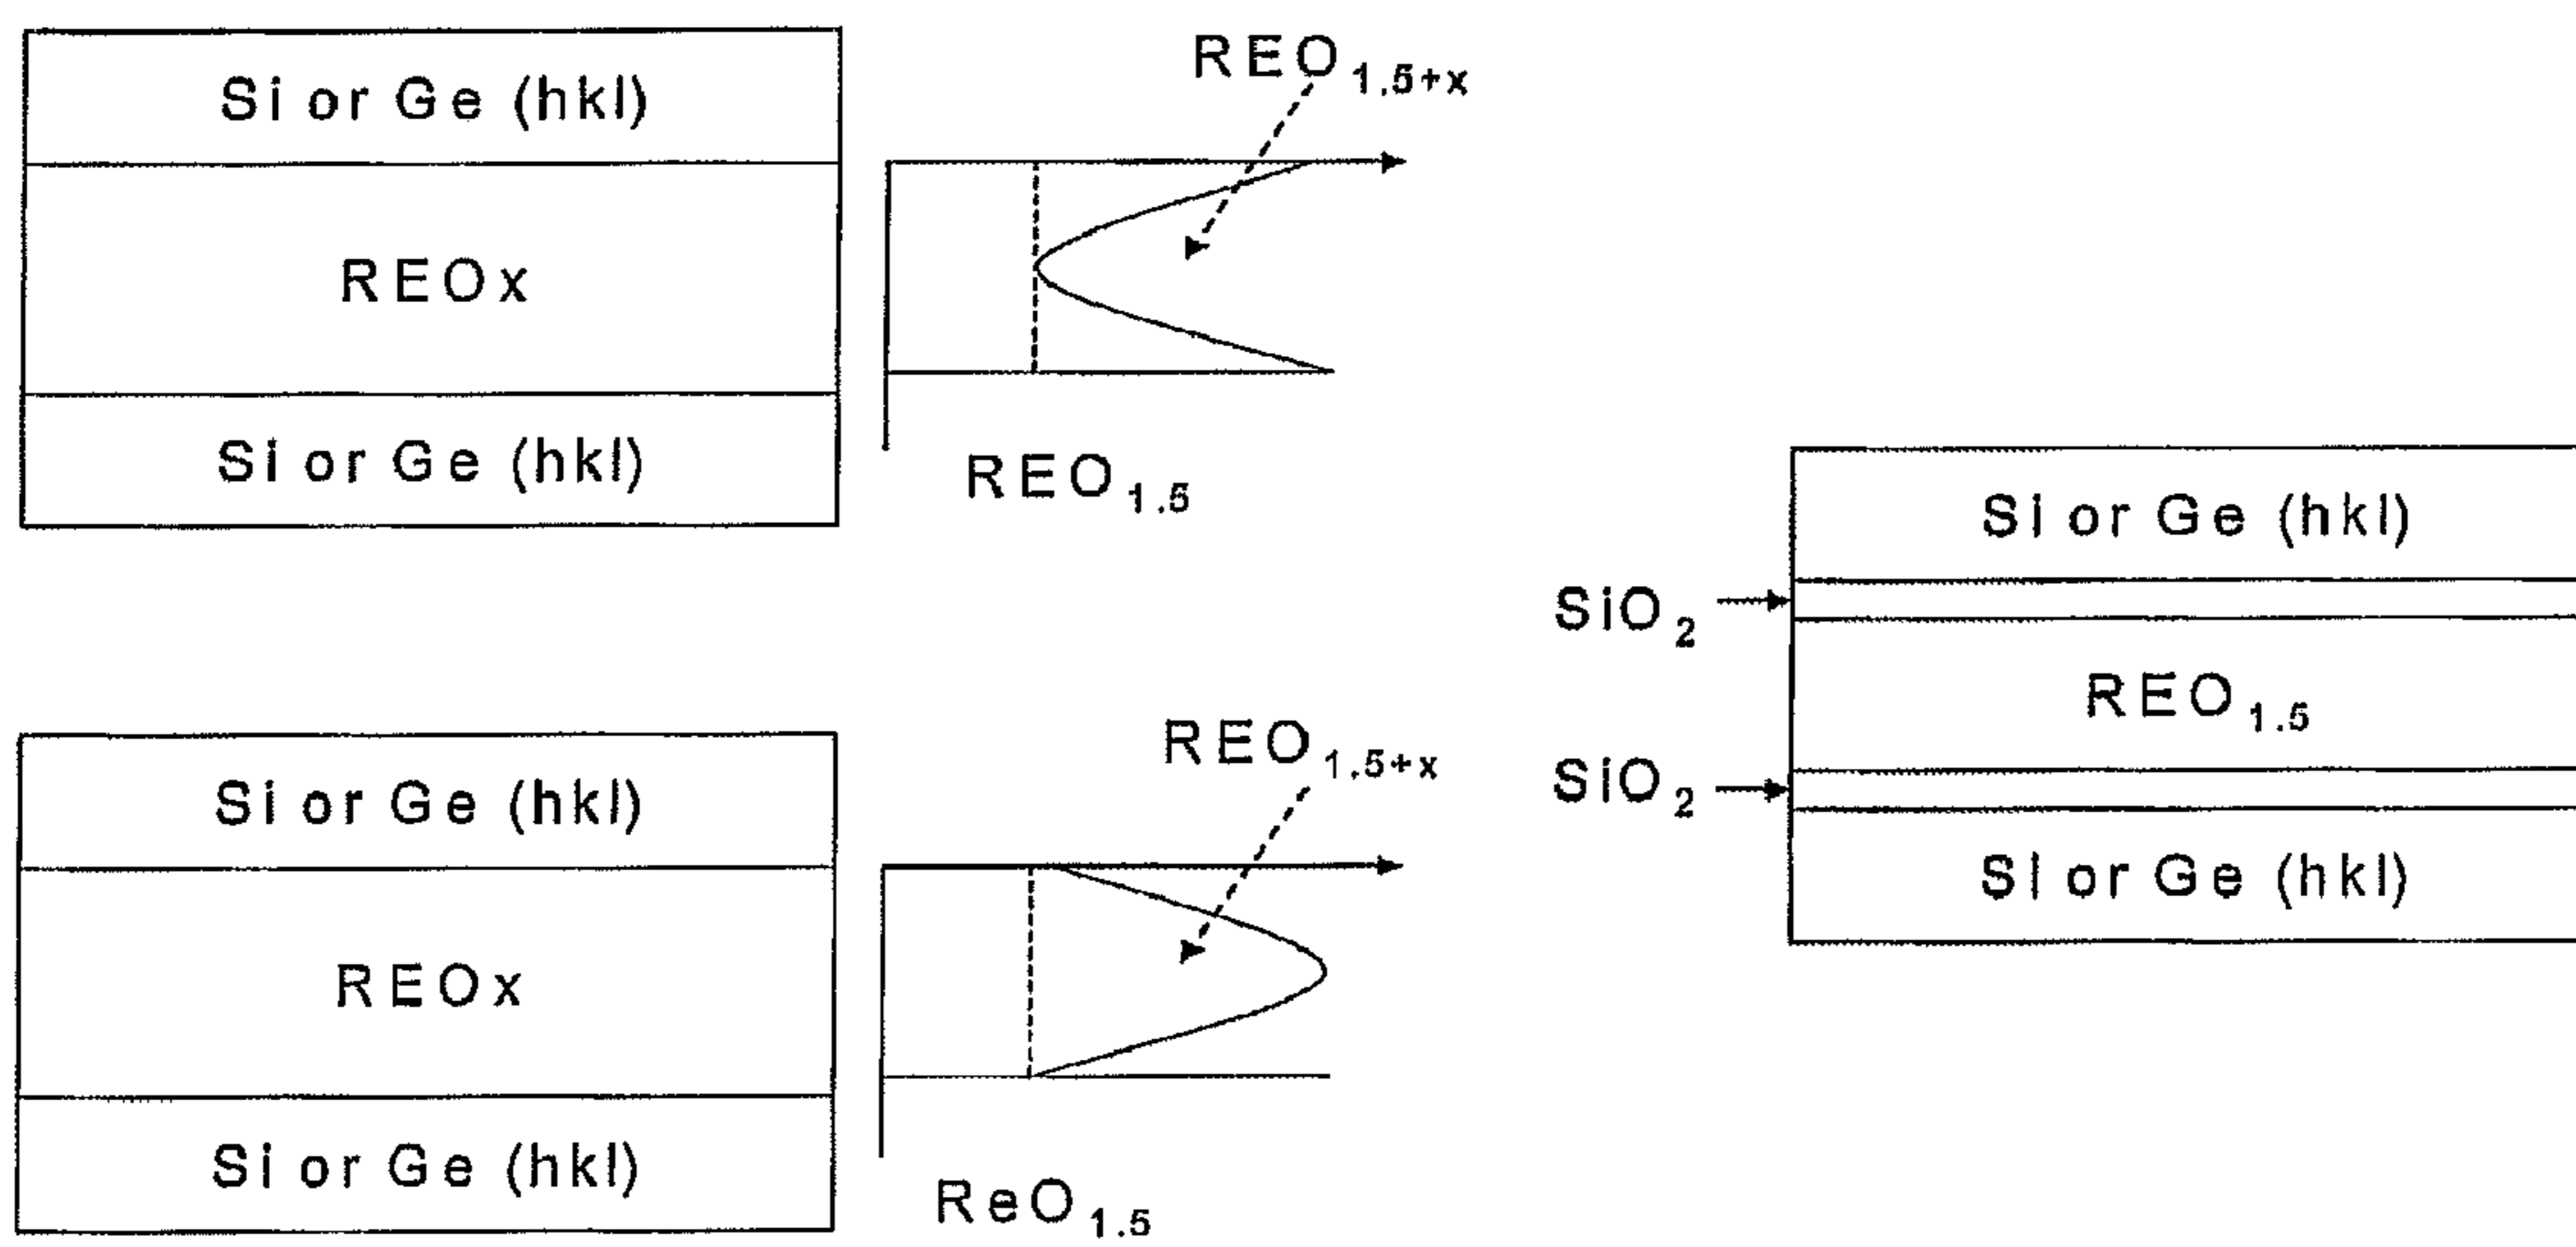 Si or Ge (hkl)
REOx
Si or Ge (hkl)
REO1.5+x
REO1.5
Si or Ge (hkl)
REOx
Si or Ge (hkl)
REO1.5+x
ReO1.5
Si or Ge (hkl)
SiO2
REO1.5
SiO2
Si or Ge (hkl)